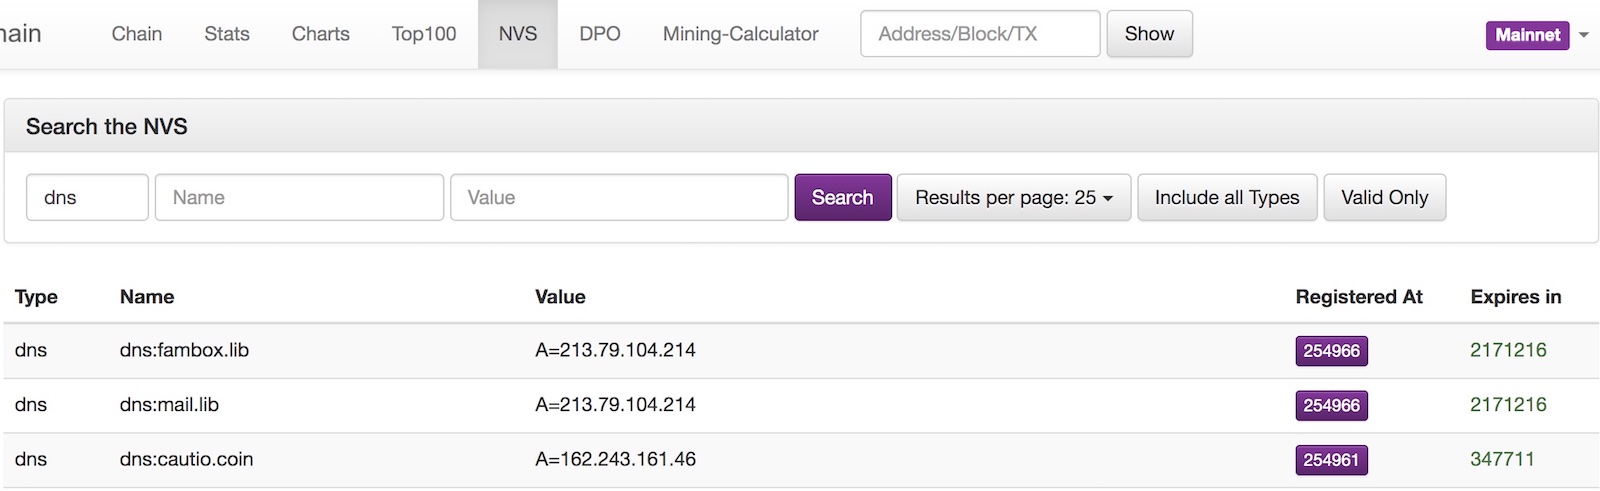 hain Chain Stats Charts Top100 NVS DPO Mining-Calculator Address/Block/TX Show Mainnet
Search the NVS
dns Name Value Search Results per page: 25 Include all Types Valid Only
Type Name Value Registered At Expires in
dns dns:fambox.lib A=213.79.104.214 254966 2171216
dns dns:mail.lib A=213.79.104.214 254966 2171216
dns dns:cautio.coin A=162.243.161.46 254961 347711